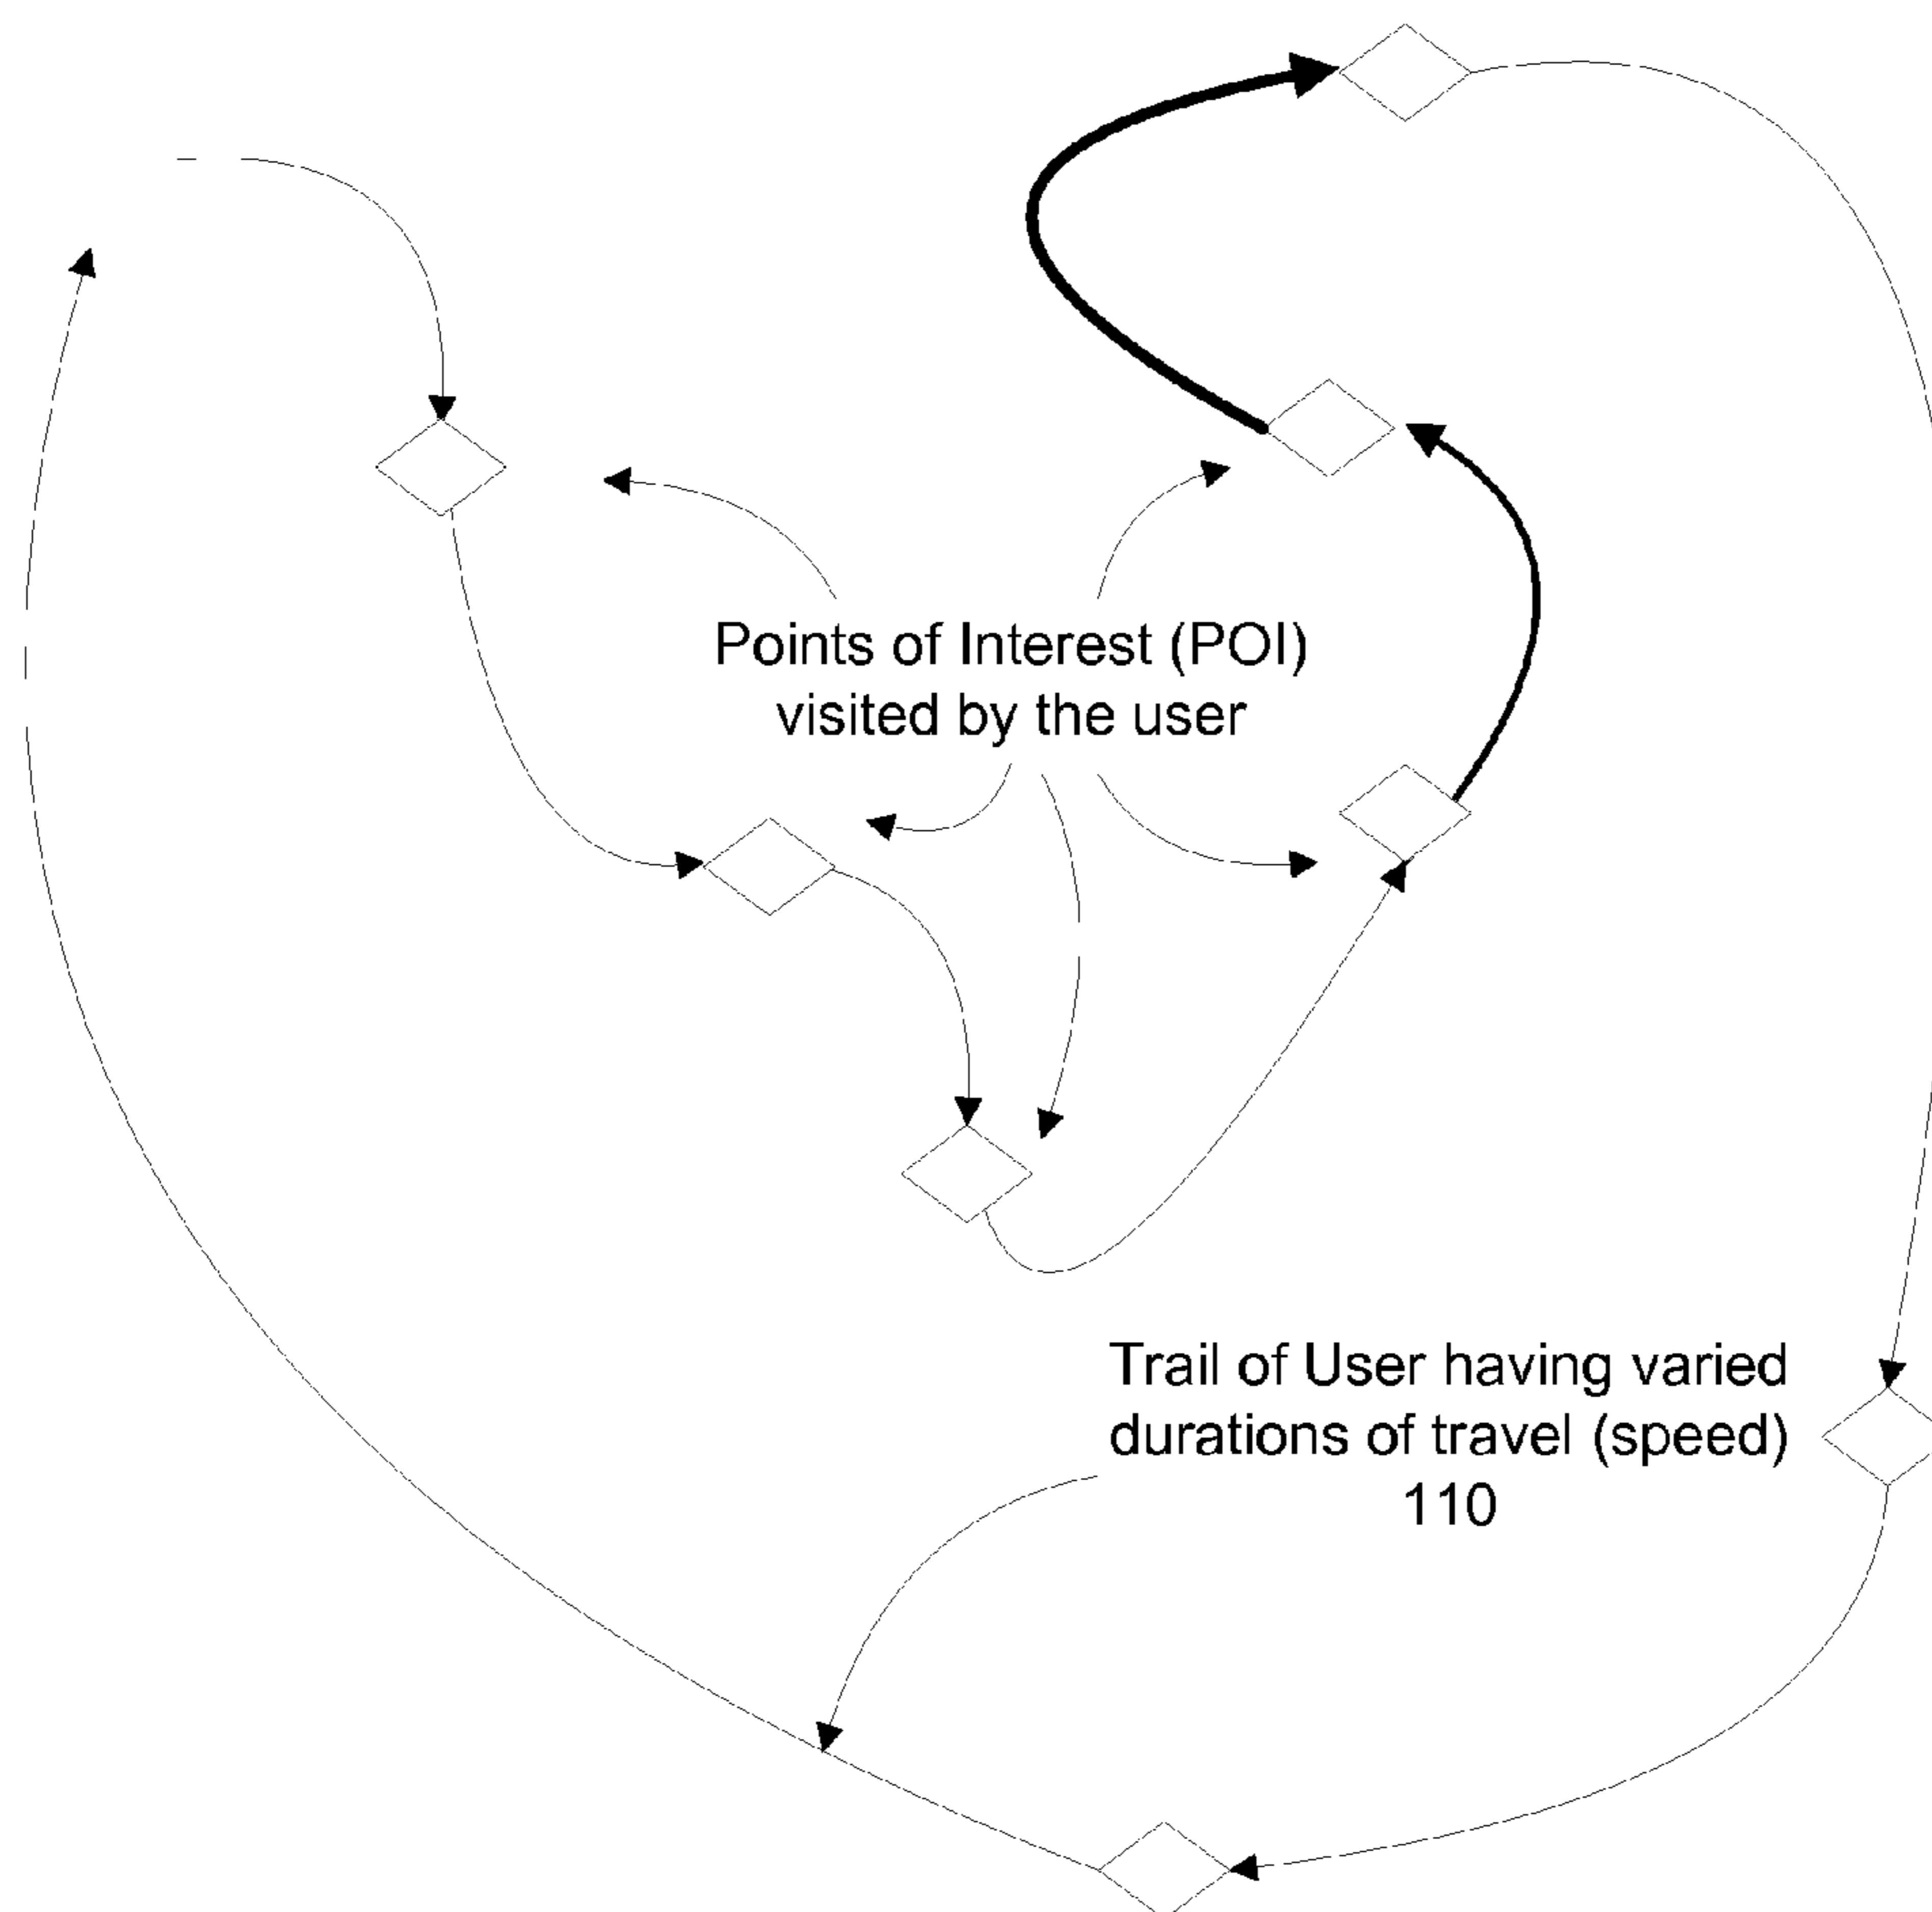 Points of Interest (POI)
visited by the user
Trail of User having varied
durations of travel (speed)
110